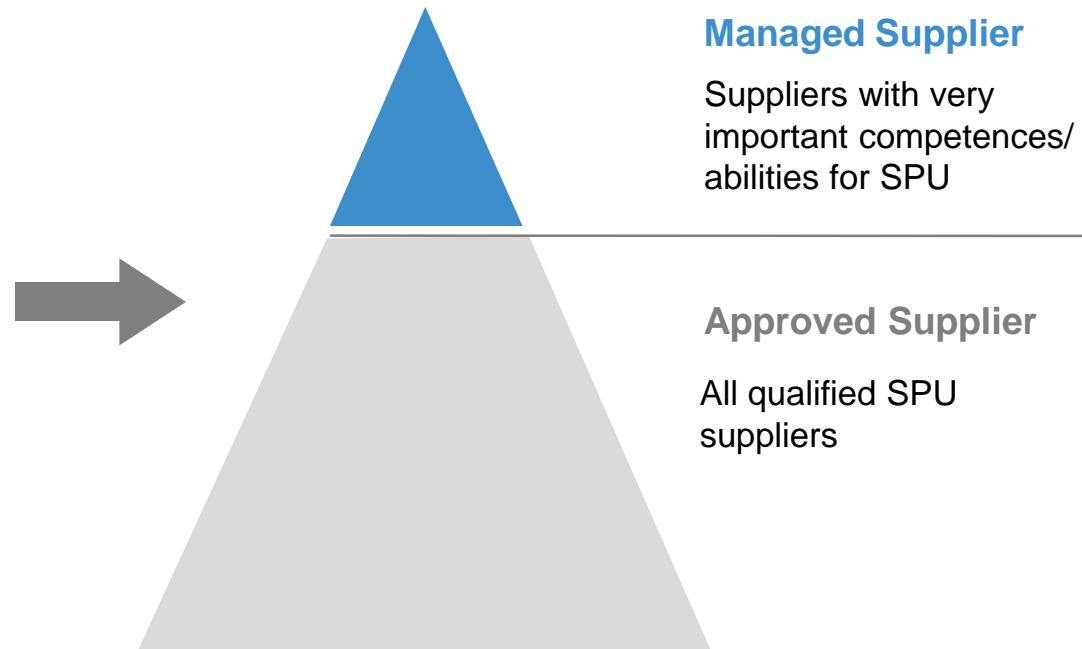 Managed Supplier
Suppliers with very
important competences/
abilities for SPU
Approved Supplier
All qualified SPU
suppliers